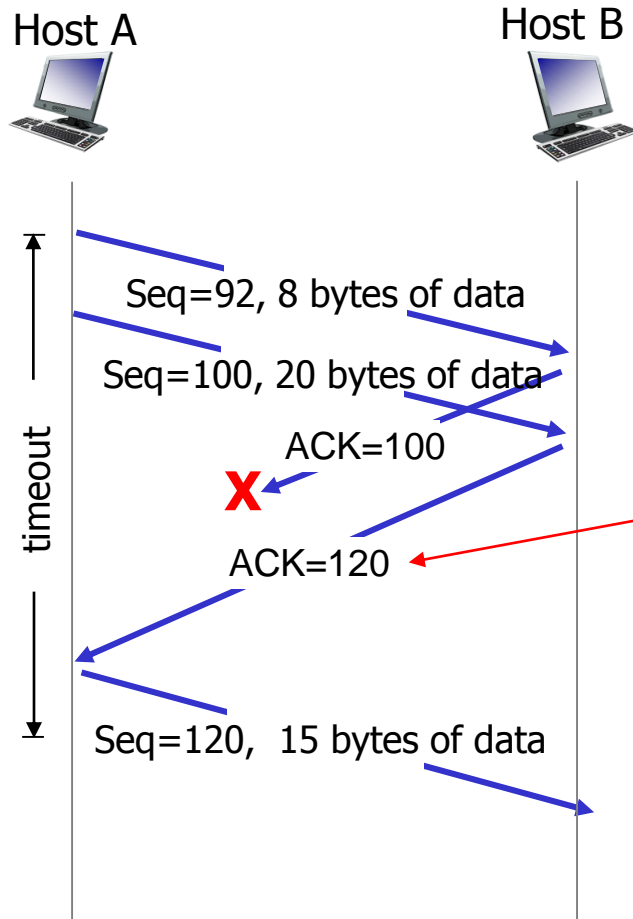 Host A
Host B
Seq=92, 8 bytes of data
Seq=100, 20 bytes of data
ACK=100
X
timeout
ACK=120
Seq=120, 15 bytes of data